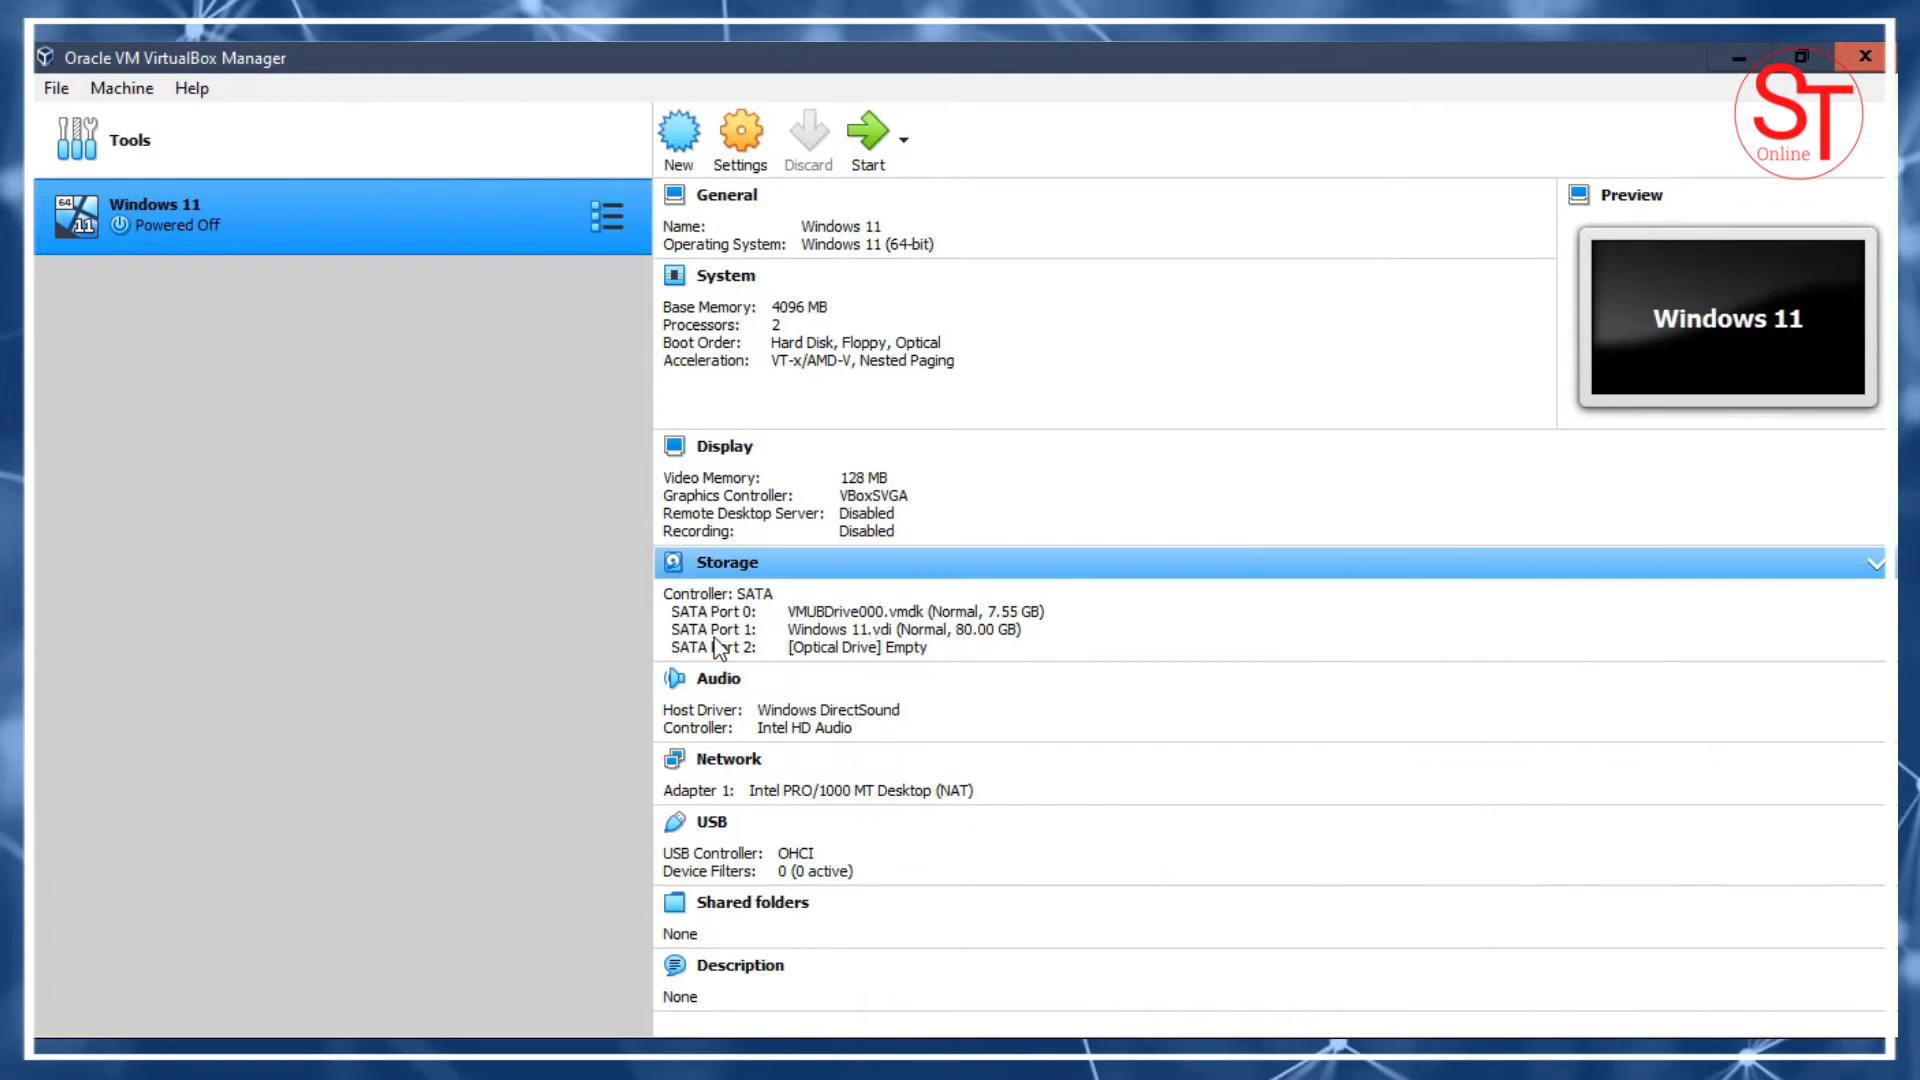 Oracle VM VirtualBox Manager
File Machine Help
Tools
New Settings Discard Start
ST
Online
64
11
Windows 11
Powered Off
General
Name: Windows 11
Operating System: Windows 11 (64-bit)
Preview
Windows 11
System
Base Memory: 4096 MB
Processors: 2
Boot Order: Hard Disk, Floppy, Optical
Acceleration: VT-x/AMD-V, Nested Paging
Display
Video Memory: 128 MB
Graphics Controller: VBoxSVGA
Remote Desktop Server: Disabled
Recording: Disabled
Storage
Controller: SATA
SATA Port 0: VMUBDrive000.vmdk (Normal, 7.55 GB)
SATA Port 1: Windows 11.vdi (Normal, 80.00 GB)
SATA Port 2: [Optical Drive] Empty
Audio
Host Driver: Windows DirectSound
Controller: Intel HD Audio
Network
Adapter 1: Intel PRO/1000 MT Desktop (NAT)
USB
USB Controller: OHCI
Device Filters: 0 (0 active)
Shared folders
None
Description
None